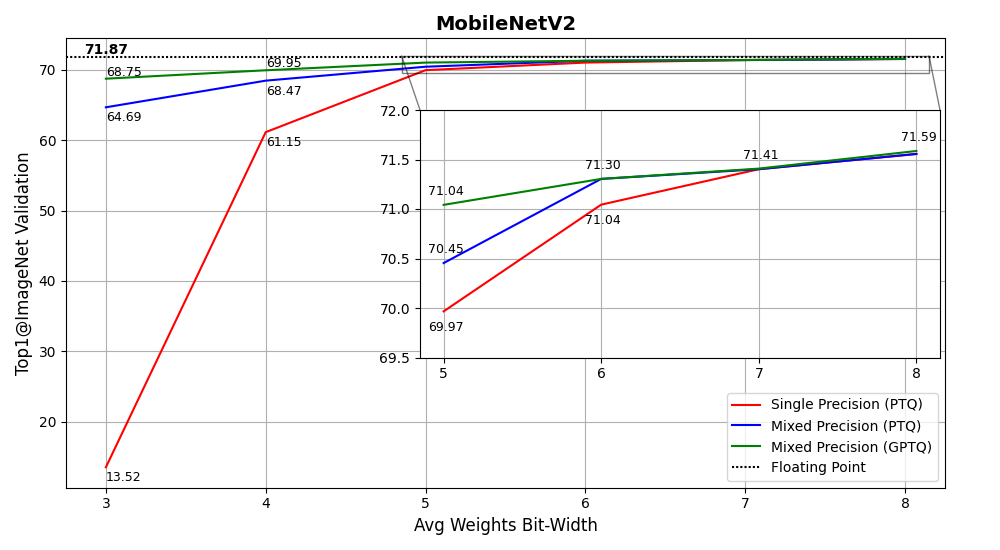 MobileNetV2
71.87
68.75
69.95
64.69
68.47
61.15
13.52
70
60
50
40
30
20
Top1@ImageNet Validation
3 4 5 6 7 8
Avg Weights Bit-Width
72.0
71.5
71.0
70.5
70.0
69.5
71.04
70.45
69.97
71.30
71.04
71.41
71.59
5 6 7 8
Single Precision (PTQ)
Mixed Precision (PTQ)
Mixed Precision (GPTQ)
Floating Point